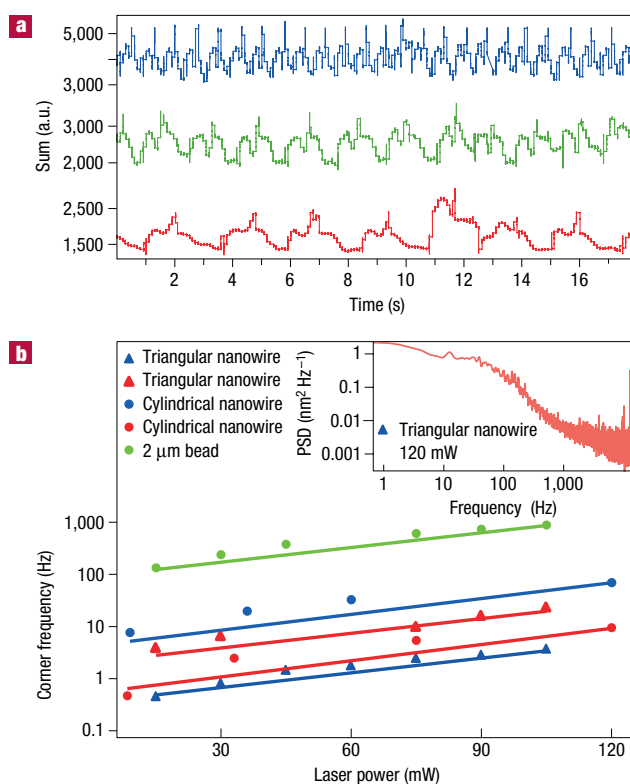 a
5,000
3,000
3,000
2,000
2,500
1,500
Sum (a.u.)
2 4 6 8 10 12 14 16
Time (s)
b
Triangular nanowire
Triangular nanowire
Cylindrical nanowire
Cylindrical nanowire
2 μm bead
PSD (nm² Hz⁻¹)
1
0.1
0.01
0.001
Triangular nanowire
120 mW
1 10 100 1,000
Frequency (Hz)
Corner frequency (Hz)
1,000
100
10
1
0.1
30 60 90 120
Laser power (mW)